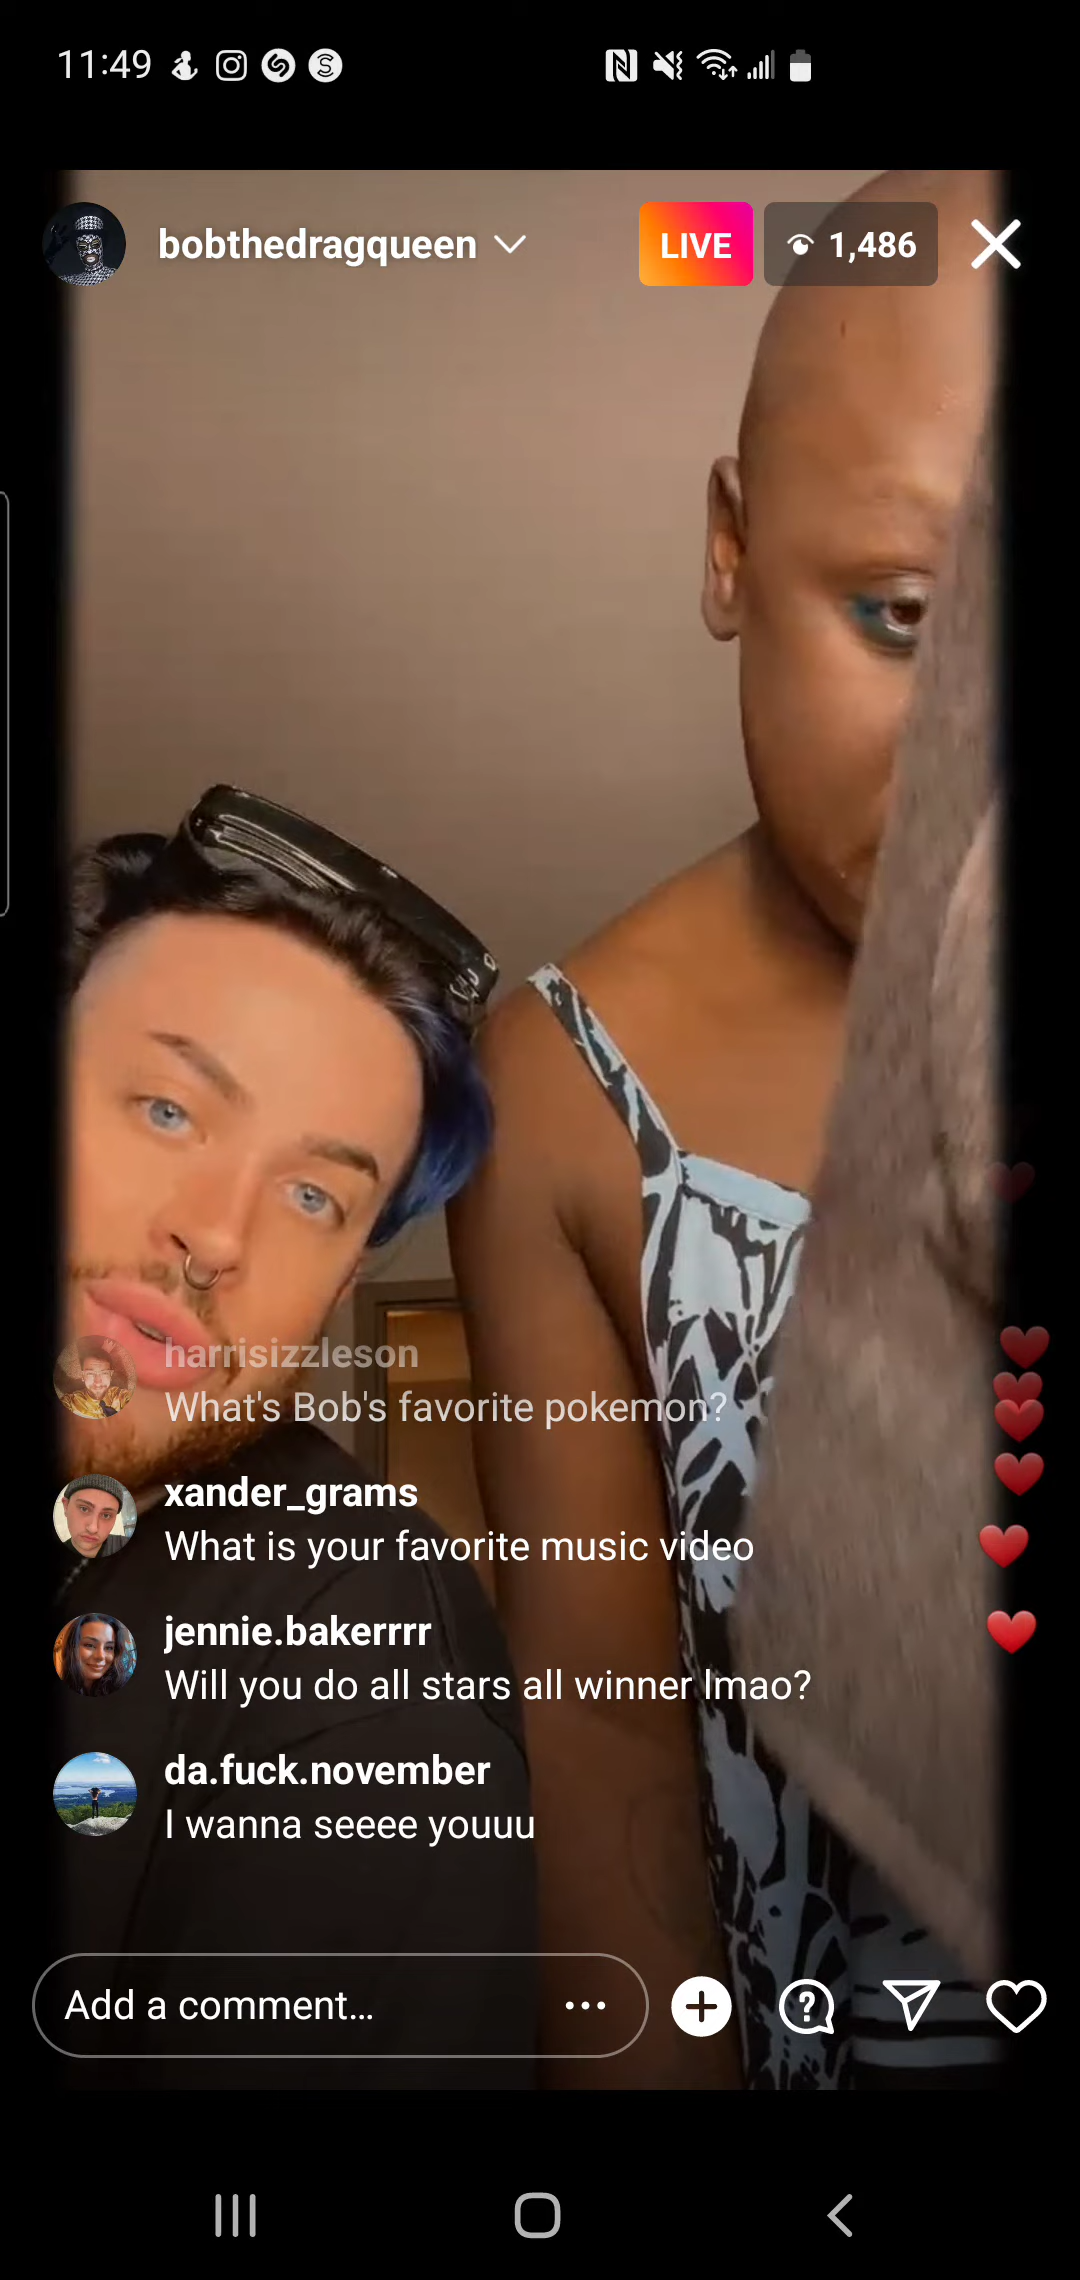 11:49
bobthedragqueen
LIVE
1,486
harrisizzleson
What's Bob's favorite pokemon?
xander_grams
What is your favorite music video
jennie.bakerrrr
Will you do all stars all winner lmao?
da.fuck.november
I wanna seeee youuu
Add a comment...